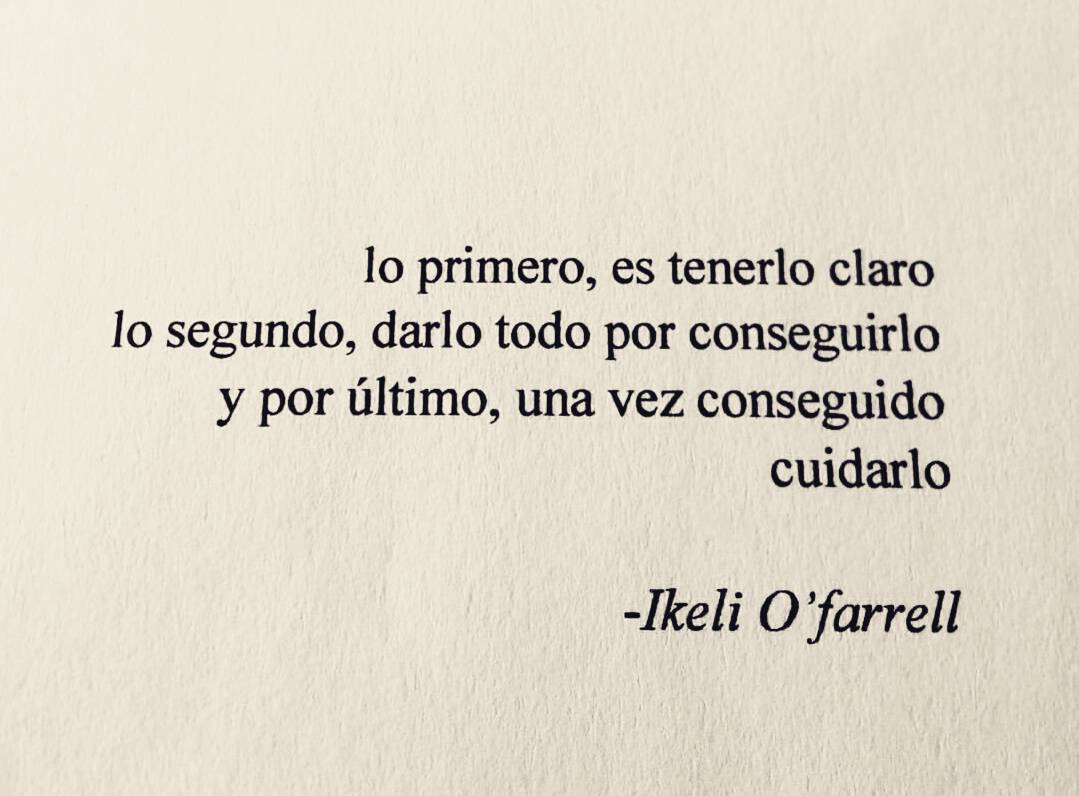 lo primero, es tenerlo claro
lo segundo, darlo todo por conseguirlo
y por último, una vez conseguido
cuidarlo
-Ikeli O’farrell